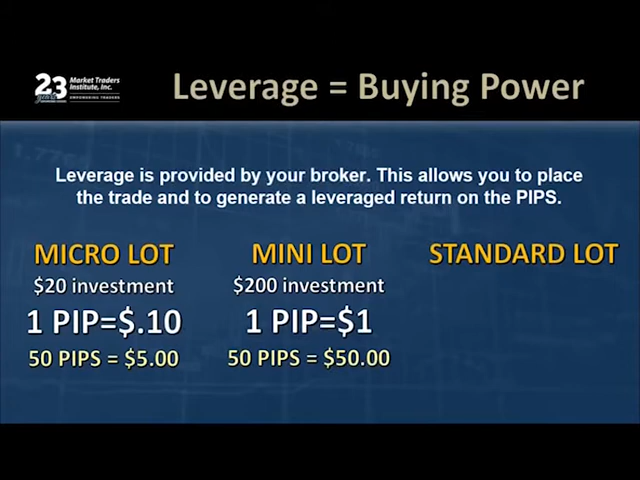 23
Market Traders
Institute, Inc.
EMPOWERING TRADERS
Leverage = Buying Power
Leverage is provided by your broker. This allows you to place
the trade and to generate a leveraged return on the PIPS.
MICRO LOT
$20 investment
1 PIP=$.10
50 PIPS = $5.00
MINI LOT
$200 investment
1 PIP=$1
50 PIPS = $50.00
STANDARD LOT